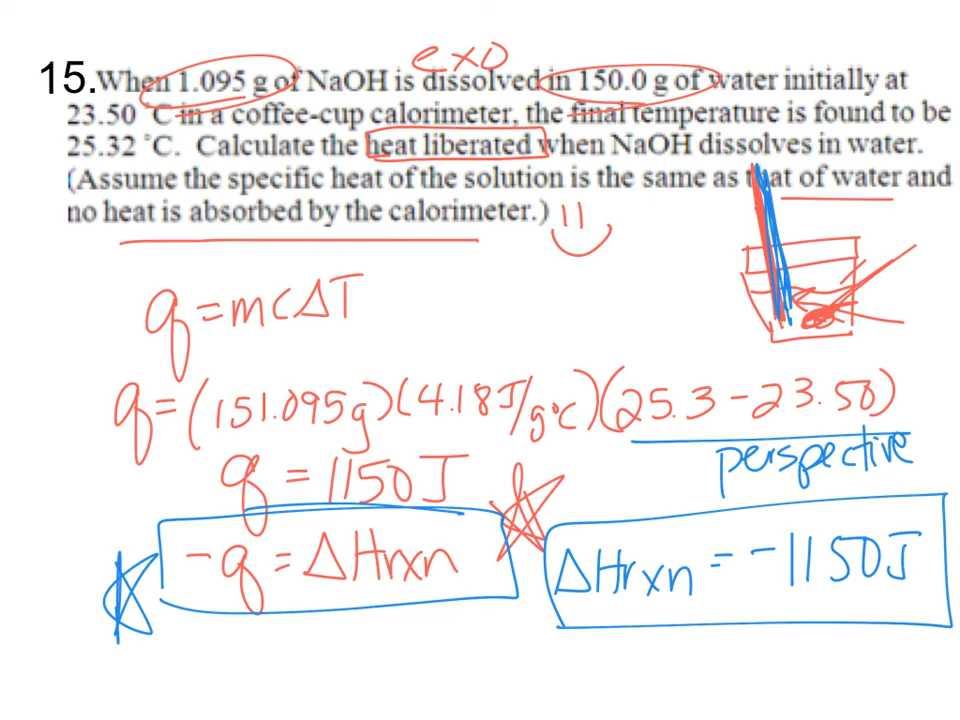 exo
15.When 1.095 g of NaOH is dissolved in 150.0 g of water initially at
23.50 °C in a coffee-cup calorimeter, the final temperature is found to be
25.32 °C. Calculate the heat liberated when NaOH dissolves in water.
(Assume the specific heat of the solution is the same as that of water and
no heat is absorbed by the calorimeter.)
q=mcΔT
q=(151.095g)(4.18J/g°C)(25.3-23.50)
perspective
q=1150J
-q=ΔHrxn
ΔHrxn=-1150J